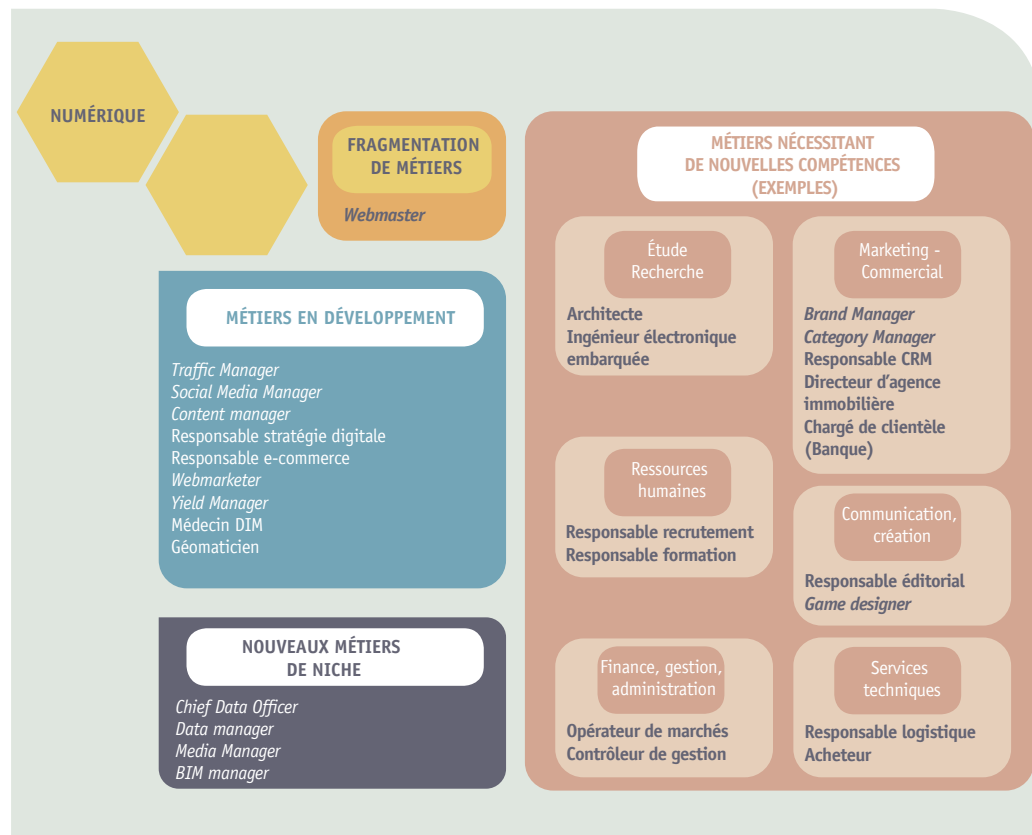 NUMÉRIQUE
FRAGMENTATION
DE MÉTIERS
Webmaster
MÉTIERS EN DÉVELOPPEMENT
Traffic Manager
Social Media Manager
Content manager
Responsable stratégie digitale
Responsable e-commerce
Webmarketer
Yield Manager
Médecin DIM
Géomaticien
NOUVEAUX MÉTIERS
DE NICHE
Chief Data Officer
Data manager
Media Manager
BIM manager
MÉTIERS NÉCESSITANT
DE NOUVELLES COMPÉTENCES
(EXEMPLES)
Étude
Recherche
Architecte
Ingénieur électronique
embarquée
Marketing -
Commercial
Brand Manager
Category Manager
Responsable CRM
Directeur d'agence
immobilière
Chargé de clientèle
(Banque)
Ressources
humaines
Responsable recrutement
Responsable formation
Communication,
création
Responsable éditorial
Game designer
Finance, gestion,
administration
Opérateur de marchés
Contrôleur de gestion
Services
techniques
Responsable logistique
Acheteur